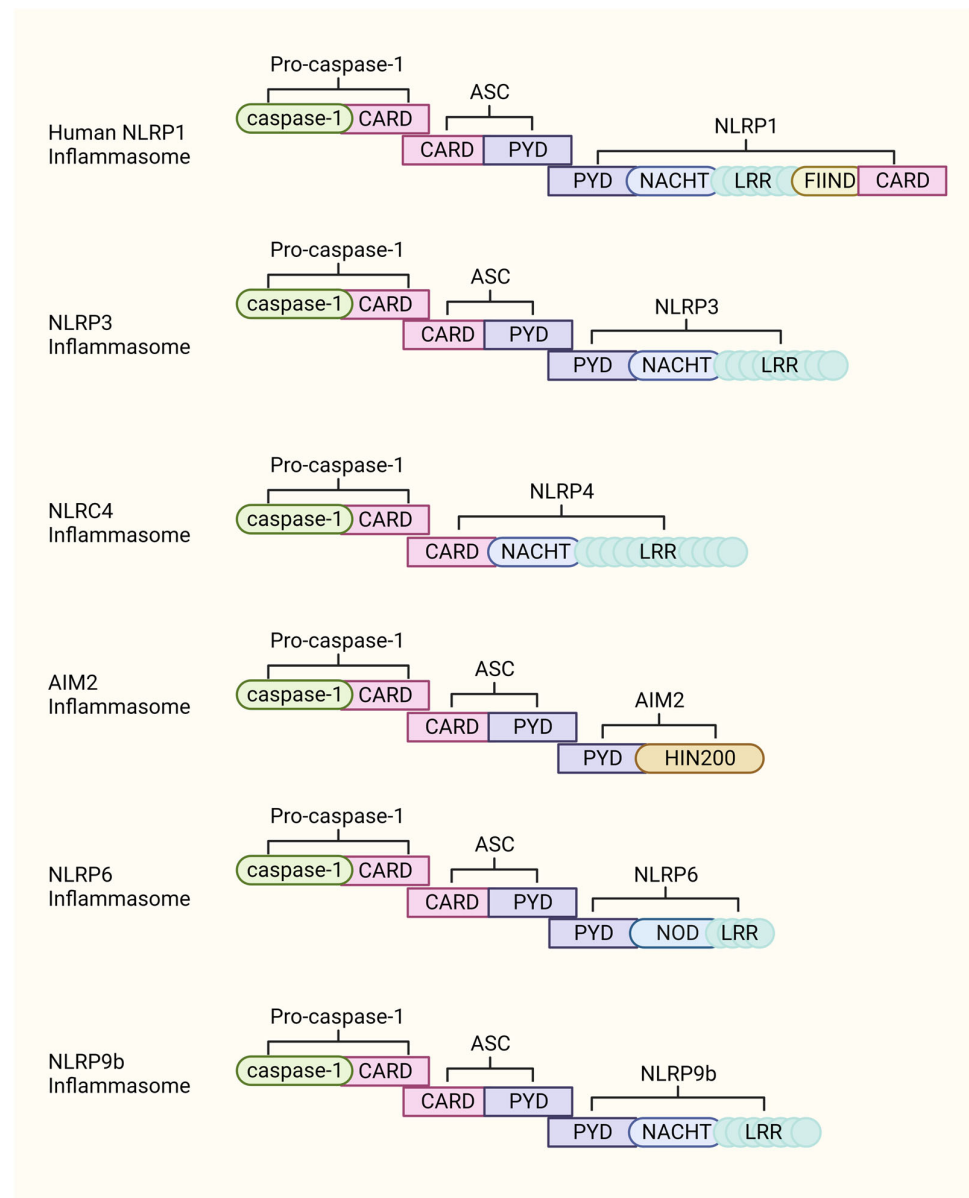 Pro-caspase-1
ASC
NLRP1
Human NLRP1
Inflammasome
caspase-1 CARD
CARD PYD
PYD NACHT LRR FIIND CARD
Pro-caspase-1
ASC
NLRP3
NLRP3
Inflammasome
caspase-1 CARD
CARD PYD
PYD NACHT LRR
Pro-caspase-1
NLRP4
NLRC4
Inflammasome
caspase-1 CARD
CARD NACHT LRR
Pro-caspase-1
ASC
AIM2
AIM2
Inflammasome
caspase-1 CARD
CARD PYD
PYD HIN200
Pro-caspase-1
ASC
NLRP6
NLRP6
Inflammasome
caspase-1 CARD
CARD PYD
PYD NOD LRR
Pro-caspase-1
ASC
NLRP9b
NLRP9b
Inflammasome
caspase-1 CARD
CARD PYD
PYD NACHT LRR